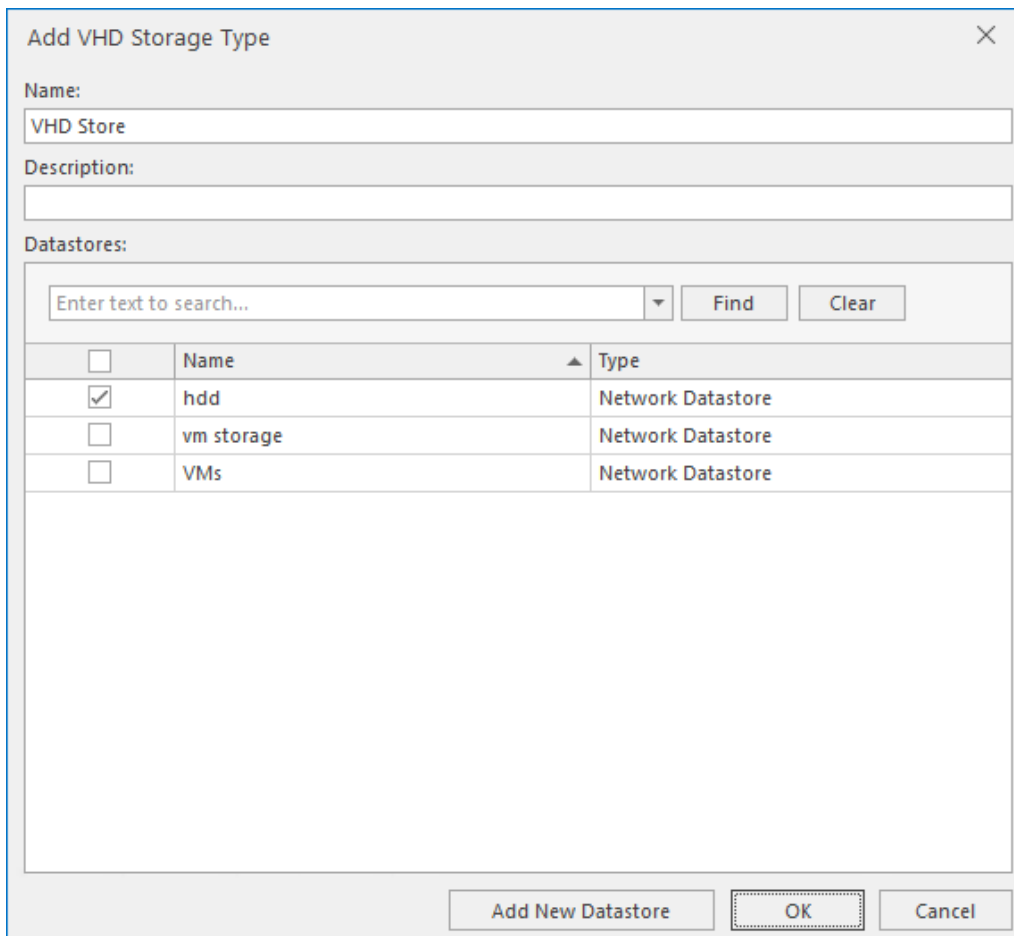 Add VHD Storage Type
Name:
VHD Store
Description:
Datastores:
Enter text to search... Find Clear
Name Type
hdd Network Datastore
vm storage Network Datastore
VMs Network Datastore
Add New Datastore OK Cancel